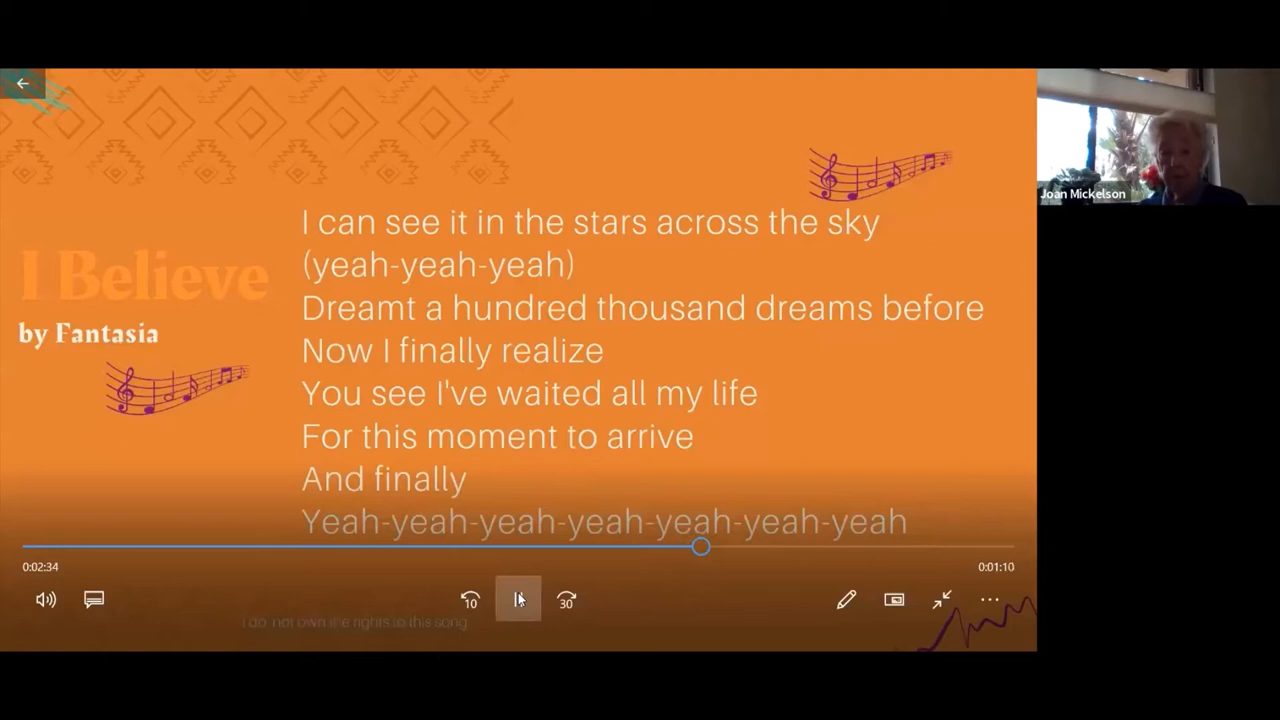 I can see it in the stars across the sky
(yeah-yeah-yeah)
Dreamt a hundred thousand dreams before
Now I finally realize
You see I've waited all my life
For this moment to arrive
And finally
Yeah-yeah-yeah-yeah-yeah-yeah-yeah
I Believe
by Fantasia
Joan Mickelson
0:02:34
0:01:10
10
30
I do not own the rights to this song